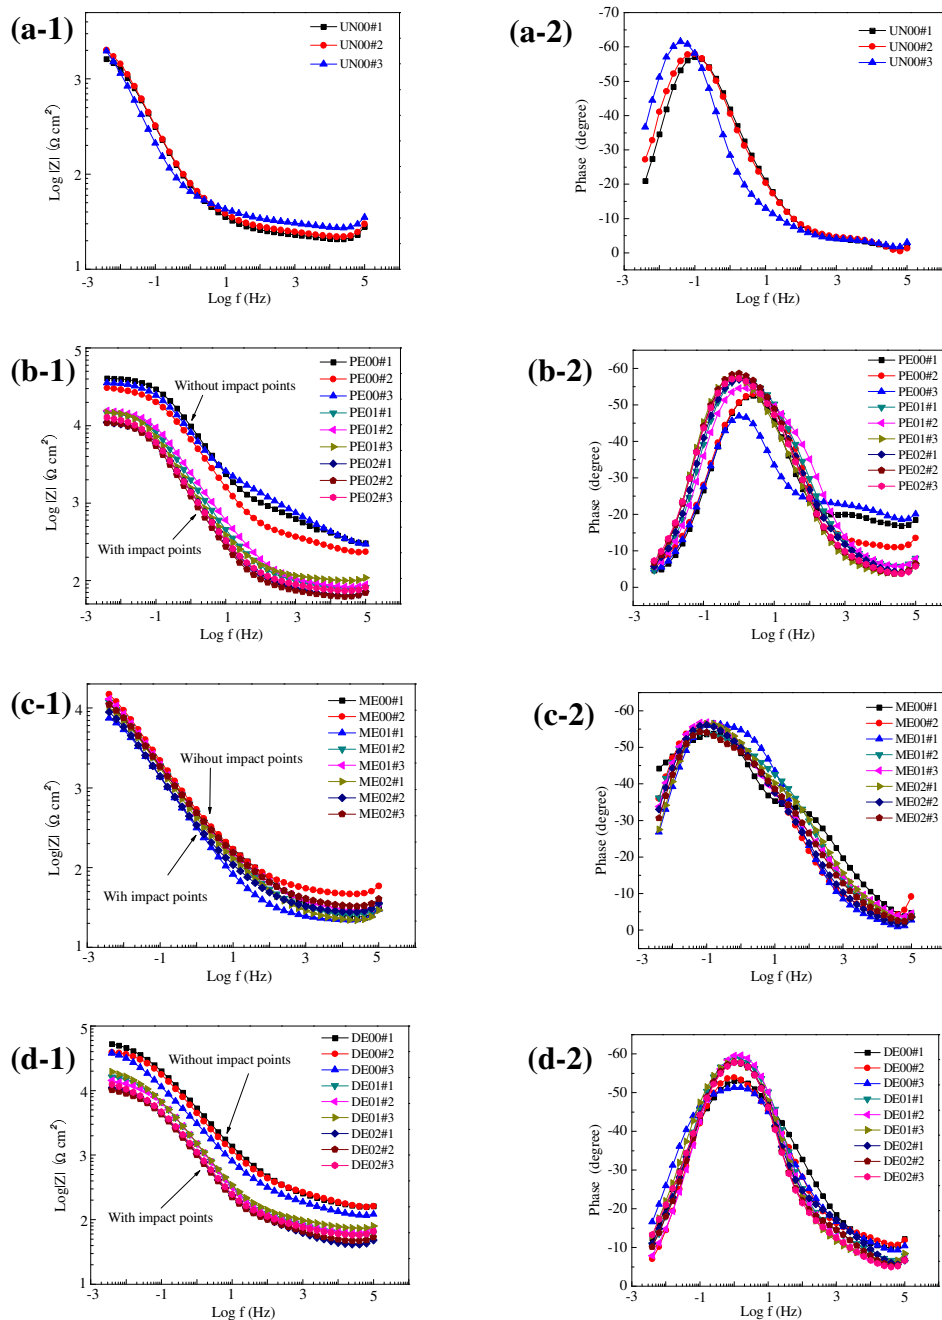 (a-1)
Log |Z| (Ω cm²)
3
2
1
-3 -1 1 3 5
Log f (Hz)
UN00#1
UN00#2
UN00#3
(a-2)
Phase (degree)
-70
-60
-50
-40
-30
-20
-10
0
-3 -1 1 3 5
Log f (Hz)
UN00#1
UN00#2
UN00#3
(b-1)
Log |Z| (Ω cm²)
5
4
3
2
-3 -1 1 3 5
Log f (Hz)
Without impact points
With impact points
PE00#1
PE00#2
PE00#3
PE01#1
PE01#2
PE01#3
PE02#1
PE02#2
PE02#3
(b-2)
Phase (degree)
-60
-50
-40
-30
-20
-10
0
-3 -1 1 3 5
Log f (Hz)
PE00#1
PE00#2
PE00#3
PE01#1
PE01#2
PE01#3
PE02#1
PE02#2
PE02#3
(c-1)
Log|Z| (Ω cm²)
4
3
2
1
-3 -1 1 3 5
Log f (Hz)
Without impact points
With impact points
ME00#1
ME00#2
ME01#1
ME01#2
ME01#3
ME02#1
ME02#2
ME02#3
(c-2)
Phase (degree)
-60
-50
-40
-30
-20
-10
0
-3 -1 1 3 5
Log f (Hz)
ME00#1
ME00#2
ME01#1
ME01#2
ME01#3
ME02#1
ME02#2
ME02#3
(d-1)
Log|Z| (Ω cm²)
5
4
3
2
1
-3 -1 1 3 5
Log f (Hz)
Without impact points
With impact points
DE00#1
DE00#2
DE00#3
DE01#1
DE01#2
DE01#3
DE02#1
DE02#2
DE02#3
(d-2)
Phase (degree)
-60
-50
-40
-30
-20
-10
0
-3 -1 1 3 5
Log f (Hz)
DE00#1
DE00#2
DE00#3
DE01#1
DE01#2
DE01#3
DE02#1
DE02#2
DE02#3